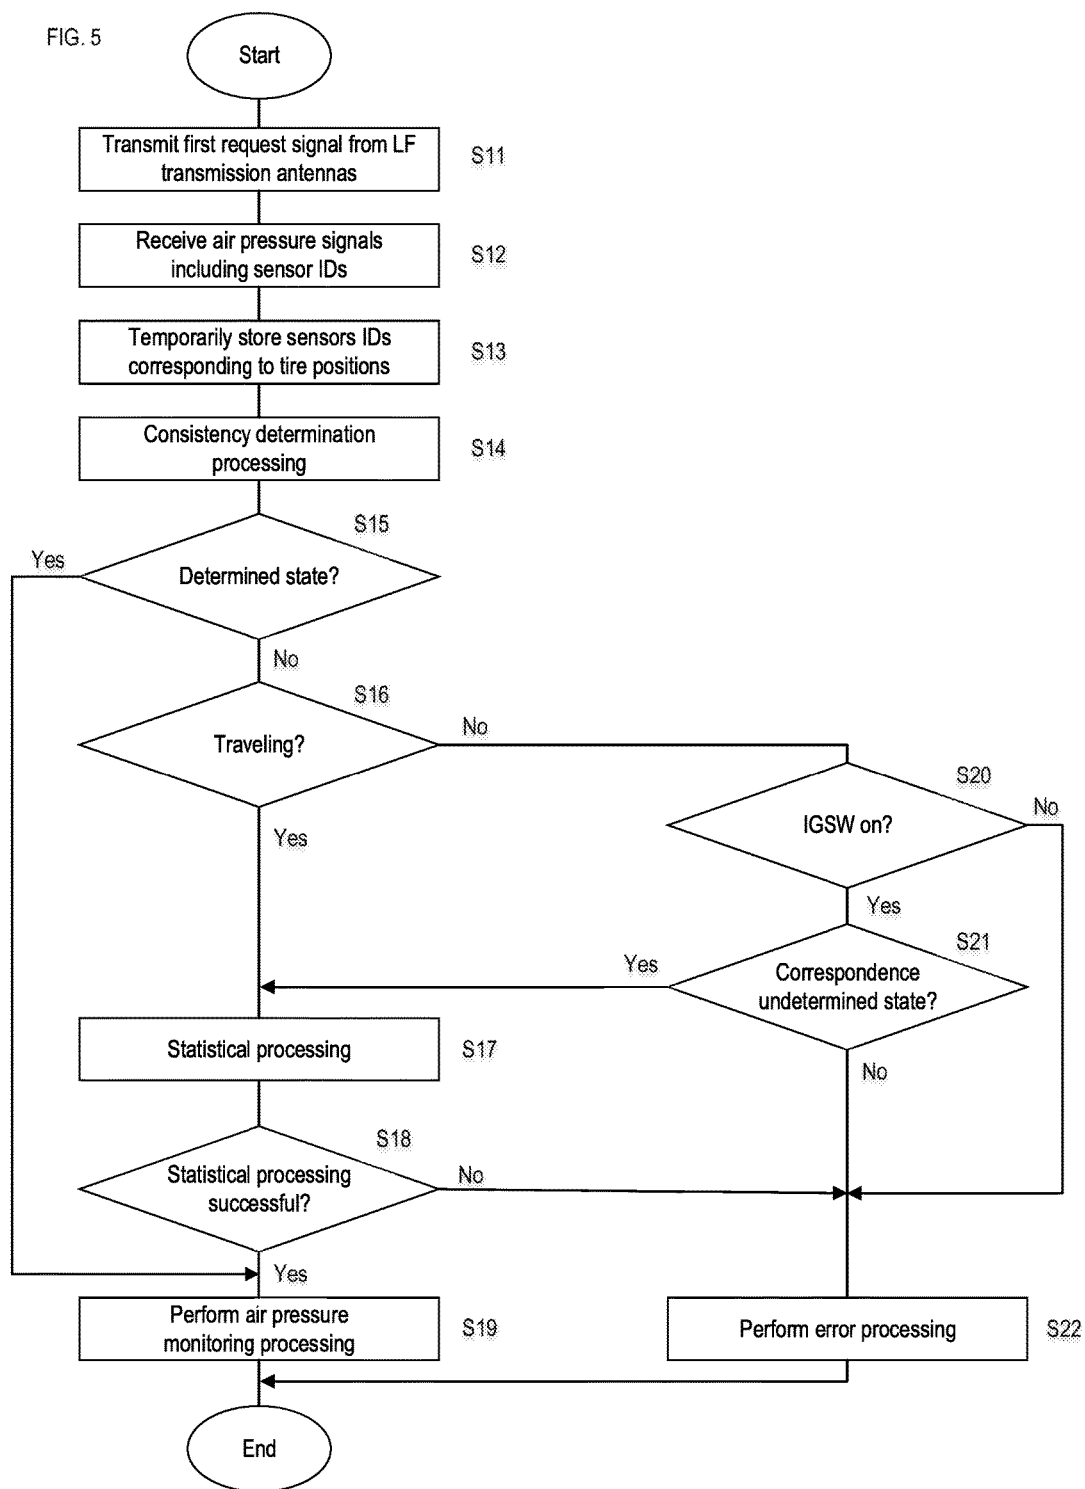 FIG. 5
Start
Transmit first request signal from LF
transmission antennas
S11
Receive air pressure signals
including sensor IDs
S12
Temporarily store sensors IDs
corresponding to tire positions
S13
Consistency determination
processing
S14
S15
Yes
Determined state?
No
S16
Traveling?
No
S20
IGSW on?
No
Yes
Yes
S21
Yes
Correspondence
undetermined state?
Statistical processing
S17
No
S18
Statistical processing
successful?
No
Yes
Perform air pressure
monitoring processing
S19
Perform error processing
S22
End